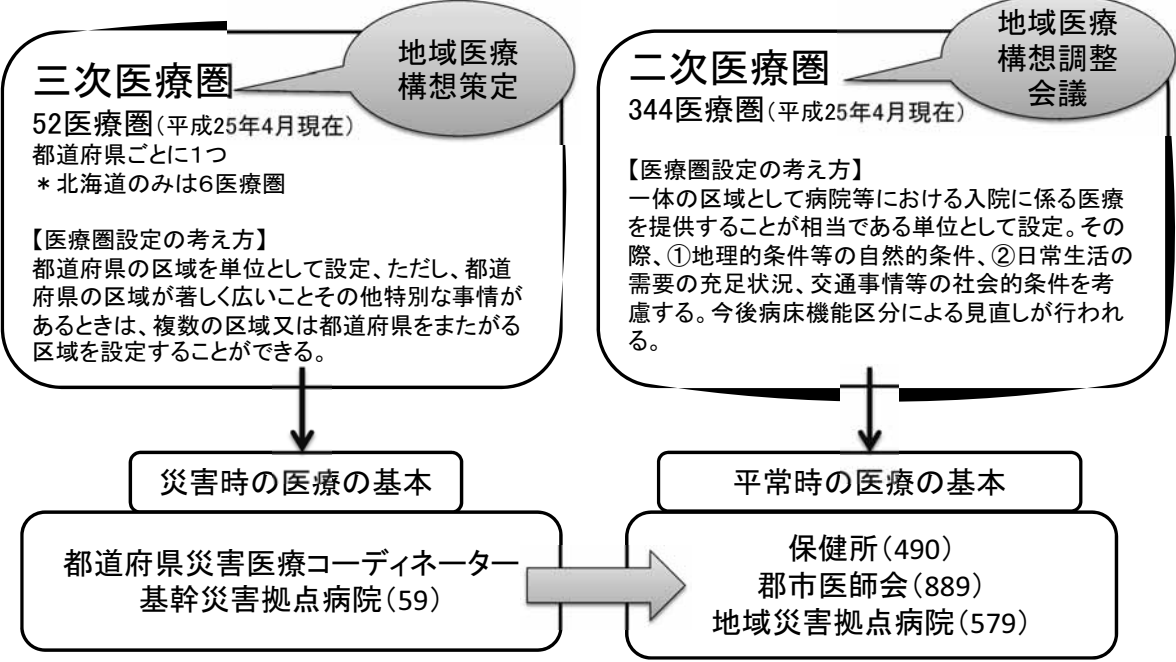 三次医療圏
地域医療
構想策定
52医療圏（平成25年4月現在）
都道府県ごとに1つ
＊北海道のみは6医療圏
【医療圏設定の考え方】
都道府県の区域を単位として設定、ただし、都道
府県の区域が著しく広いことその他特別な事情が
あるときは、複数の区域又は都道府県をまたがる
区域を設定することができる。
二次医療圏
地域医療
構想調整
会議
344医療圏（平成25年4月現在）
【医療圏設定の考え方】
一体の区域として病院等における入院に係る医療
を提供することが相当である単位として設定。その
際、①地理的条件等の自然的条件、②日常生活の
需要の充足状況、交通事情等の社会的条件を考
慮する。今後病床機能区分による見直しが行われ
る。
災害時の医療の基本
都道府県災害医療コーディネーター
基幹災害拠点病院（59）
平常時の医療の基本
保健所（490）
郡市医師会（889）
地域災害拠点病院（579）